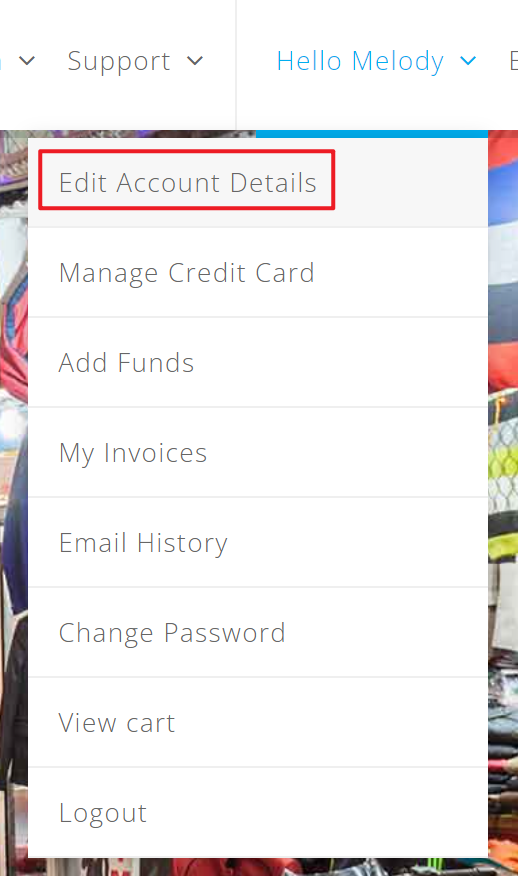 Support
Hello Melody
Edit Account Details
Manage Credit Card
Add Funds
My Invoices
Email History
Change Password
View cart
Logout